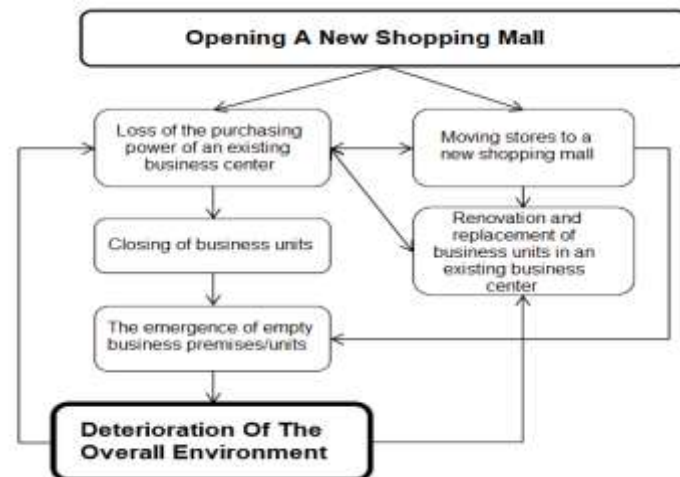 Opening A New Shopping Mall
Loss of the purchasing
power of an existing
business center
Moving stores to a
new shopping mall
Closing of business units
Renovation and
replacement of
business units in an
existing business
center
The emergence of empty
business premises/units
Deterioration Of The
Overall Environment